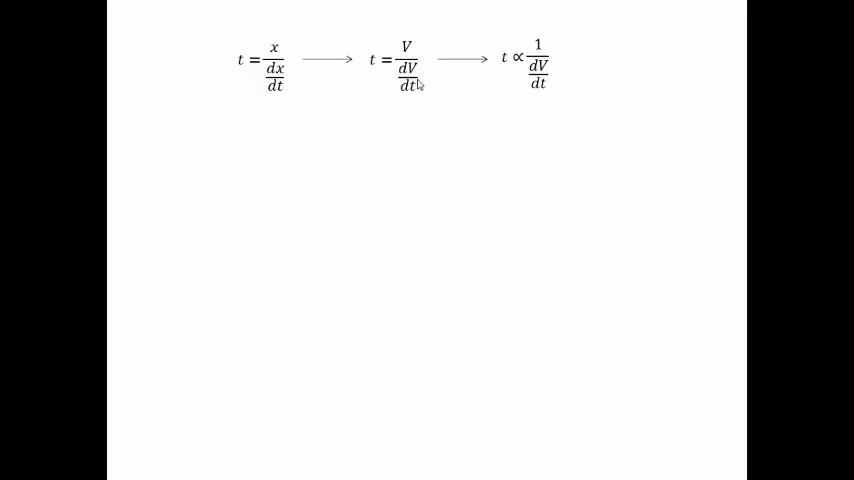 t = x / (dx/dt) ⟶ t = V / (dV/dt) ⟶ t ∝ 1 / (dV/dt)